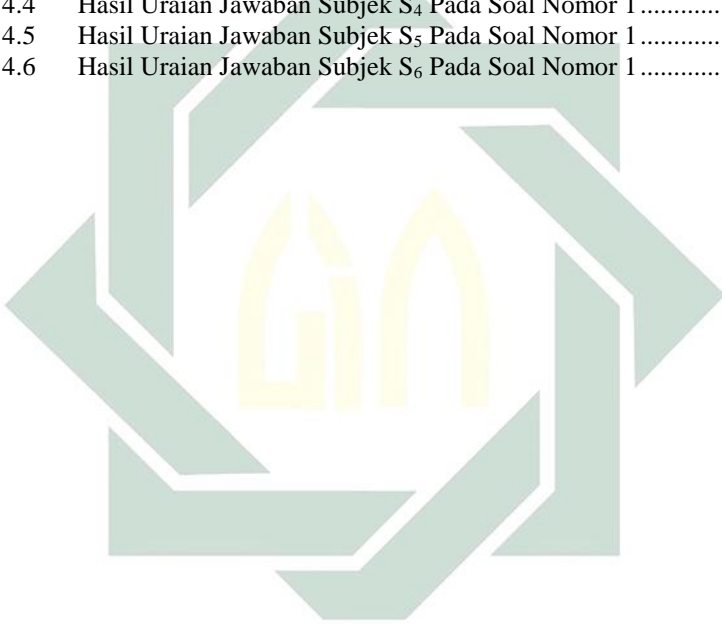 4.4 Hasil Uraian Jawaban Subjek S₄ Pada Soal Nomor 1.............
4.5 Hasil Uraian Jawaban Subjek S₅ Pada Soal Nomor 1.............
4.6 Hasil Uraian Jawaban Subjek S₆ Pada Soal Nomor 1.............